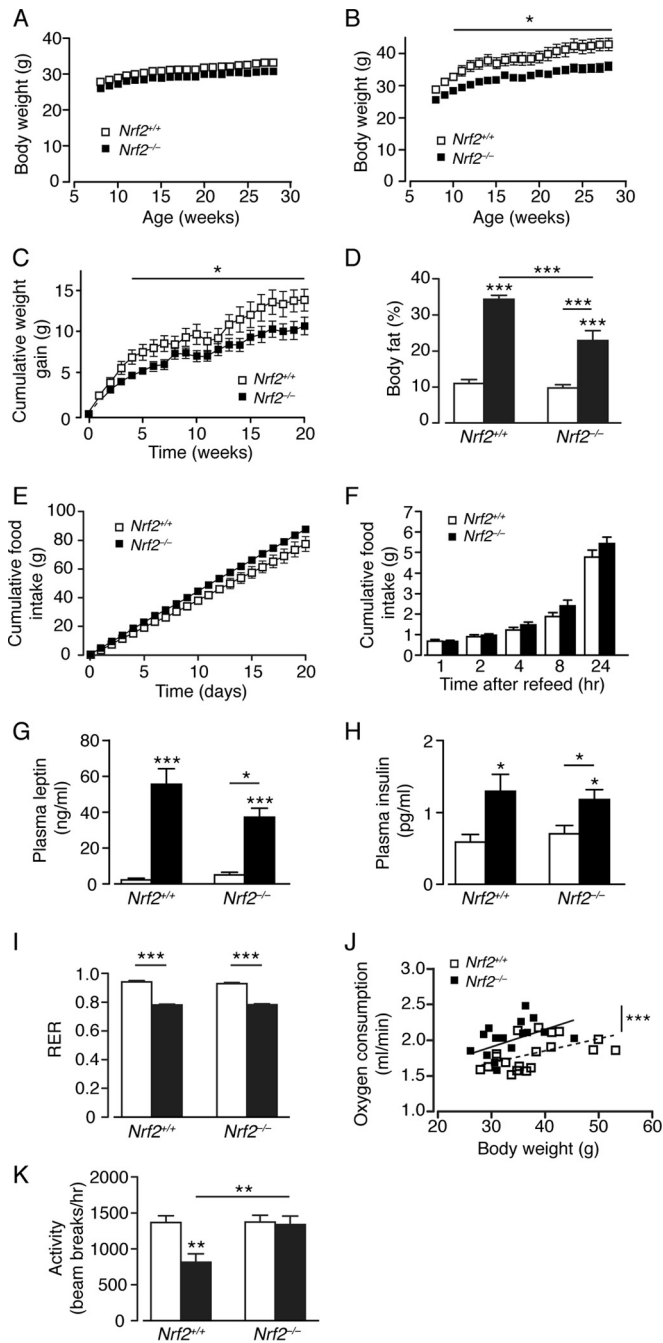 A
Body weight (g)
50
40
30
20
10
0
Nrf2+/+
Nrf2–/–
5 10 15 20 25 30
Age (weeks)
B
*
Body weight (g)
50
40
30
20
10
0
Nrf2+/+
Nrf2–/–
5 10 15 20 25 30
Age (weeks)
C
*
Cumulative weight
gain (g)
15
10
5
0
Nrf2+/+
Nrf2–/–
0 5 10 15 20
Time (weeks)
D
Body fat (%)
40
30
20
10
0
***
***
***
***
Nrf2+/+ Nrf2–/–
E
Cumulative food
intake (g)
100
80
60
40
20
0
Nrf2+/+
Nrf2–/–
0 5 10 15 20
Time (days)
F
Cumulative food
intake (g)
7
6
5
2
1
0
Nrf2+/+
Nrf2–/–
1 2 4 8 24
Time after refeed (hr)
G
Plasma leptin
(ng/ml)
80
60
40
20
0
***
*
***
Nrf2+/+ Nrf2–/–
H
Plasma insulin
(pg/ml)
2
1
0
*
*
*
Nrf2+/+ Nrf2–/–
I
RER
1.0
0.8
0.6
0.4
0.2
0
*** ***
Nrf2+/+ Nrf2–/–
J
Nrf2+/+
Nrf2–/–
Oxygen consumption
(ml/min)
3.0
2.5
2.0
1.5
1.0
***
20 30 40 50 60
Body weight (g)
K
Activity
(beam breaks/hr)
2000
1500
1000
500
0
**
**
Nrf2+/+ Nrf2–/–